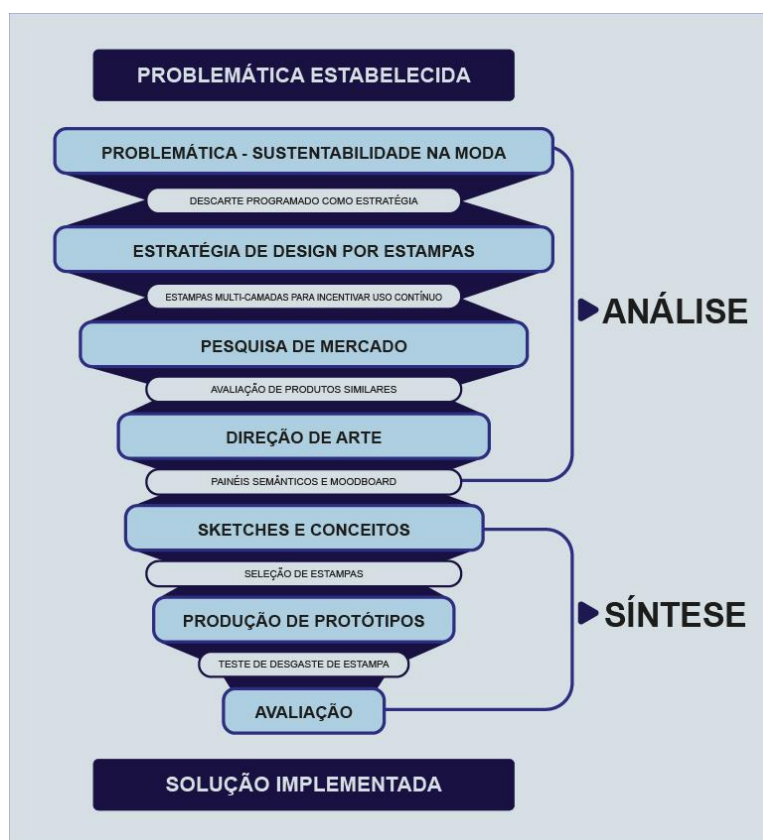 PROBLEMÁTICA ESTABELECIDA
PROBLEMÁTICA - SUSTENTABILIDADE NA MODA
DESCARTE PROGRAMADO COMO ESTRATÉGIA
ESTRATÉGIA DE DESIGN POR ESTAMPAS
ESTAMPAS MULTI-CAMADAS PARA INCENTIVAR USO CONTÍNUO
ANÁLISE
PESQUISA DE MERCADO
AVALIAÇÃO DE PRODUTOS SIMILARES
DIREÇÃO DE ARTE
PAINÉIS SEMÂNTICOS E MOODBOARD
SKETCHES E CONCEITOS
SELEÇÃO DE ESTAMPAS
SÍNTESE
PRODUÇÃO DE PROTÓTIPOS
TESTE DE DESGASTE DE ESTAMPA
AVALIAÇÃO
SOLUÇÃO IMPLEMENTADA